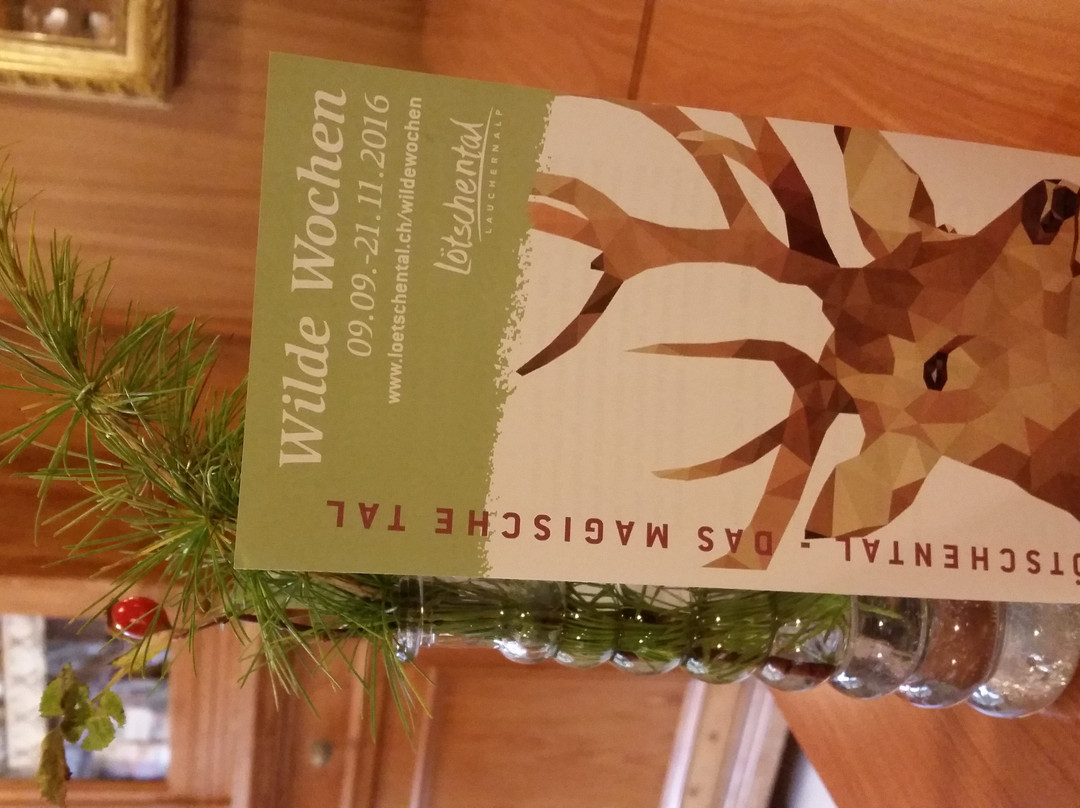 Wilde Wochen
09.09.-21.11.2016
www.loetschental.ch/wildewochen
lötschental
LAUCHERNALP
ÖTSCHENTAL - DAS MAGISCHE TAL